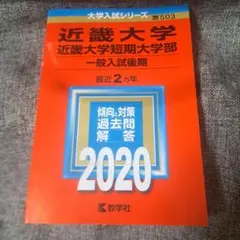 大学入試シリーズ 503
近畿大学
近畿大学短期大学部
一般入試後期
最近2カ年
傾向と対策
過去問
解答
2020
教学社